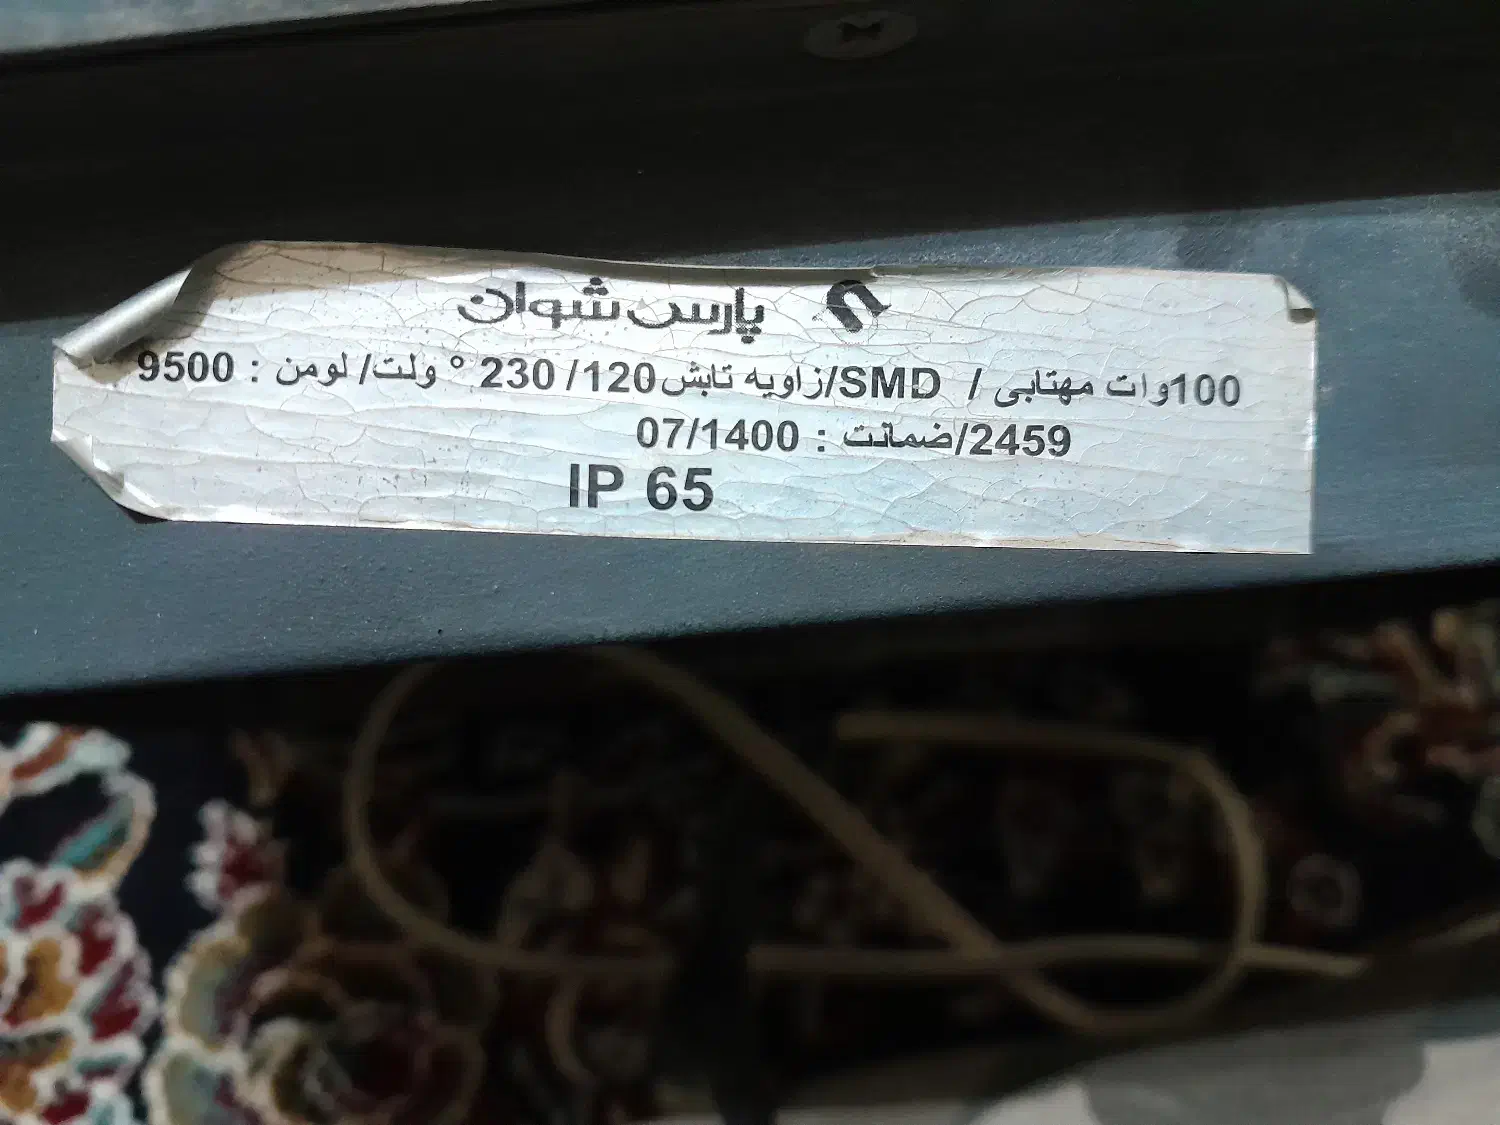 پارس شوان
100وات مهتابی / SMD/زاویه تابش120/ 230 ° ولت/ لومن : 9500
2459/ضمانت : 07/1400
IP 65